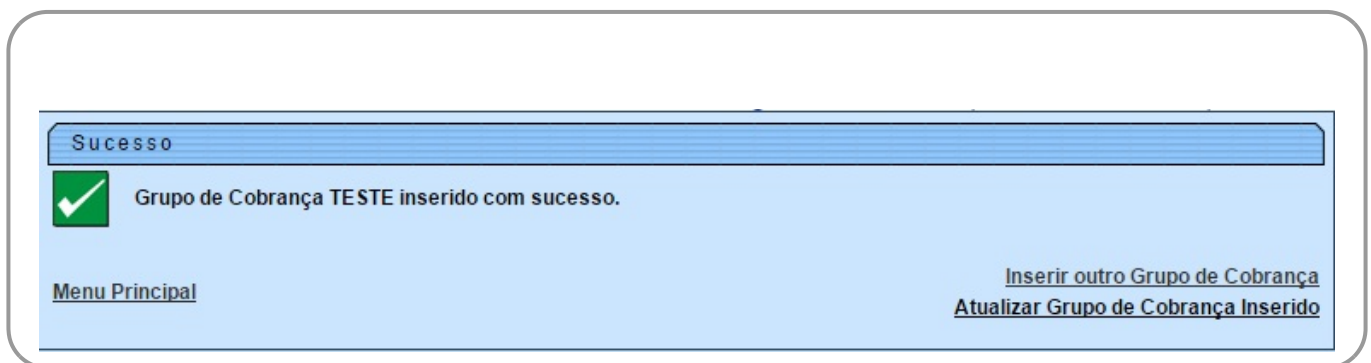 Sucesso
Grupo de Cobrança TESTE inserido com sucesso.
Menu Principal
Inserir outro Grupo de Cobrança
Atualizar Grupo de Cobrança Inserido